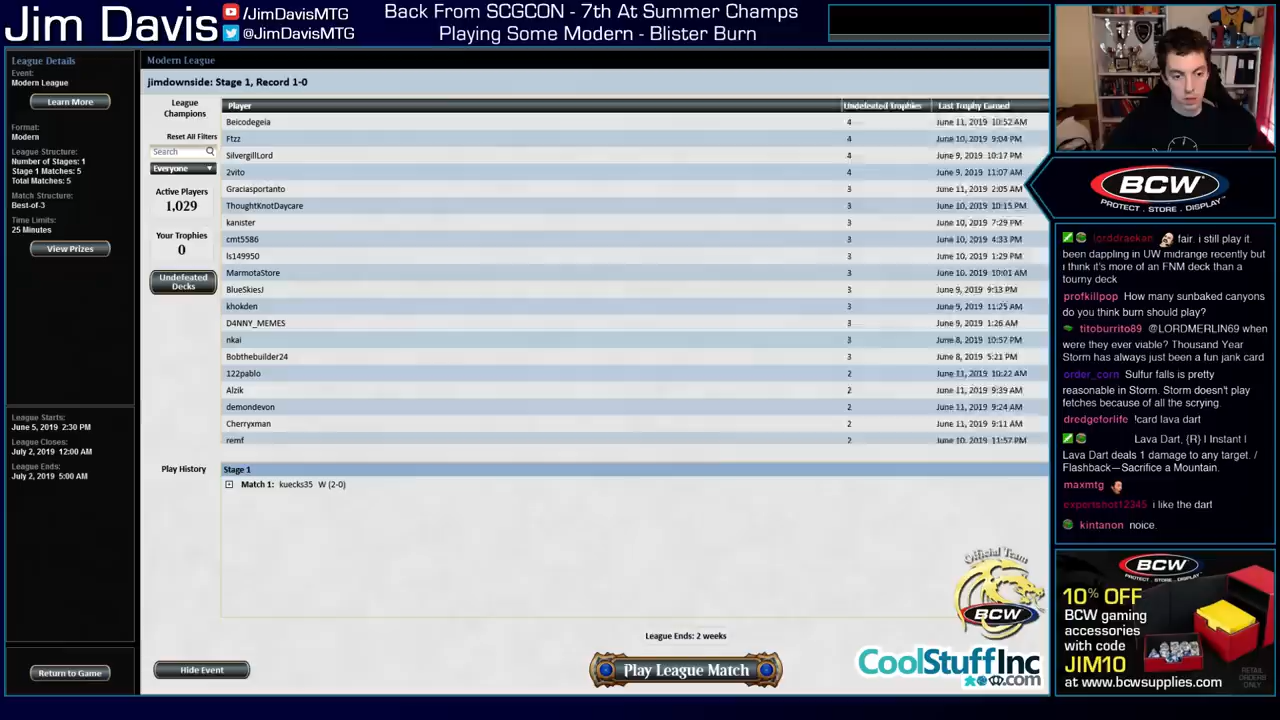 Jim Davis
/JimDavisMTG
@JimDavisMTG
Back From SCGCON - 7th At Summer Champs
Playing Some Modern - Blister Burn
League Details
Event:
Modern League
Learn More
Format:
Modern
League Structure:
Number of Stages: 1
Stage 1 Matches: 5
Total Matches: 5
Match Structure:
Best-of-3
Time Limits:
25 Minutes
View Prizes
League Starts:
June 5, 2019 2:30 PM
League Closes:
July 2, 2019 12:00 AM
League Ends:
July 2, 2019 5:00 AM
Return to Game
Modern League
jimdownside: Stage 1, Record 1-0
League
Champions
Reset All Filters
Search
Everyone
Active Players
1,029
Your Trophies
0
Undefeated
Decks
Player Undefeated Trophies Last Trophy Earned
Beicodegeia 4 June 11, 2019 10:52 AM
Ftzz 4 June 10, 2019 9:04 PM
SilvergillLord 4 June 9, 2019 10:17 PM
2vito 4 June 9, 2019 11:07 AM
Graciasportanto 3 June 11, 2019 2:05 AM
ThoughtKnotDaycare 3 June 10, 2019 10:15 PM
kanister 3 June 10, 2019 7:29 PM
cmt5586 3 June 10, 2019 4:33 PM
ls149950 3 June 10, 2019 1:29 PM
MarmotaStore 3 June 10, 2019 10:01 AM
BlueSkiesJ 3 June 9, 2019 9:13 PM
khokden 3 June 9, 2019 11:25 AM
D4NNY_MEMES 3 June 9, 2019 1:26 AM
nkai 3 June 8, 2019 10:57 PM
Bobthebuilder24 3 June 8, 2019 5:21 PM
122pablo 2 June 11, 2019 10:22 AM
Alzik 2 June 11, 2019 9:39 AM
demondevon 2 June 11, 2019 9:24 AM
Cherryxman 2 June 11, 2019 9:11 AM
remf 2 June 10, 2019 11:57 PM
Play History
Stage 1
Match 1: kuecks35 W (2-0)
League Ends: 2 weeks
Hide Event
Play League Match
Official Team
BCW
CoolStuffInc
.com
BCW
PROTECT . STORE . DISPLAY
lorddrackan fair. i still play it.
been dappling in UW midrange recently but
i think it's more of an FNM deck than a
tourny deck
profkillpop How many sunbaked canyons
do you think burn should play?
titoburrito89 @LORDMERLIN69 when
were they ever viable? Thousand Year
Storm has always just been a fun jank card
order_corn Sulfur falls is pretty
reasonable in Storm. Storm doesn't play
fetches because of all the scrying.
dredgeforlife !card lava dart
Lava Dart, {R} | Instant |
Lava Dart deals 1 damage to any target. /
Flashback—Sacrifice a Mountain.
maxmtg
expertshot12345 i like the dart
kintanon noice.
BCW
PROTECT . STORE . DISPLAY
10% OFF
BCW gaming
accessories
with code
JIM10
at www.bcwsupplies.com
RETAIL
ORDERS
ONLY